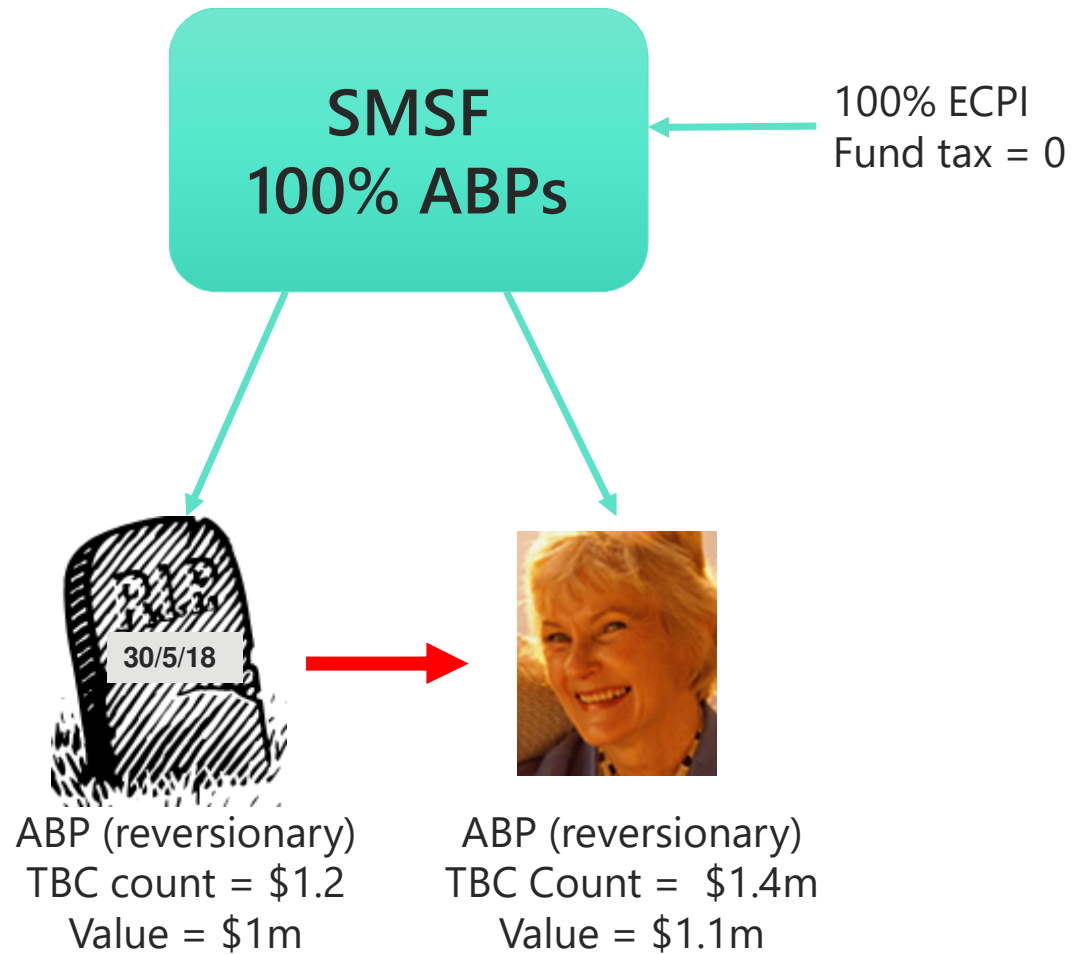 SMSF
100% ABPs
100% ECPI
Fund tax = 0
R.I.P
30/5/18
ABP (reversionary)
TBC count = $1.2
Value = $1m
ABP (reversionary)
TBC Count =  $1.4m
Value = $1.1m